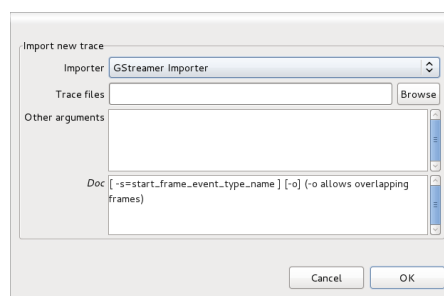 Import new trace
Importer GStreamer Importer
Trace files Browse
Other arguments
Doc [ -s=start_frame_event_type_name ] [-o] (-o allows overlapping
frames)
Cancel OK